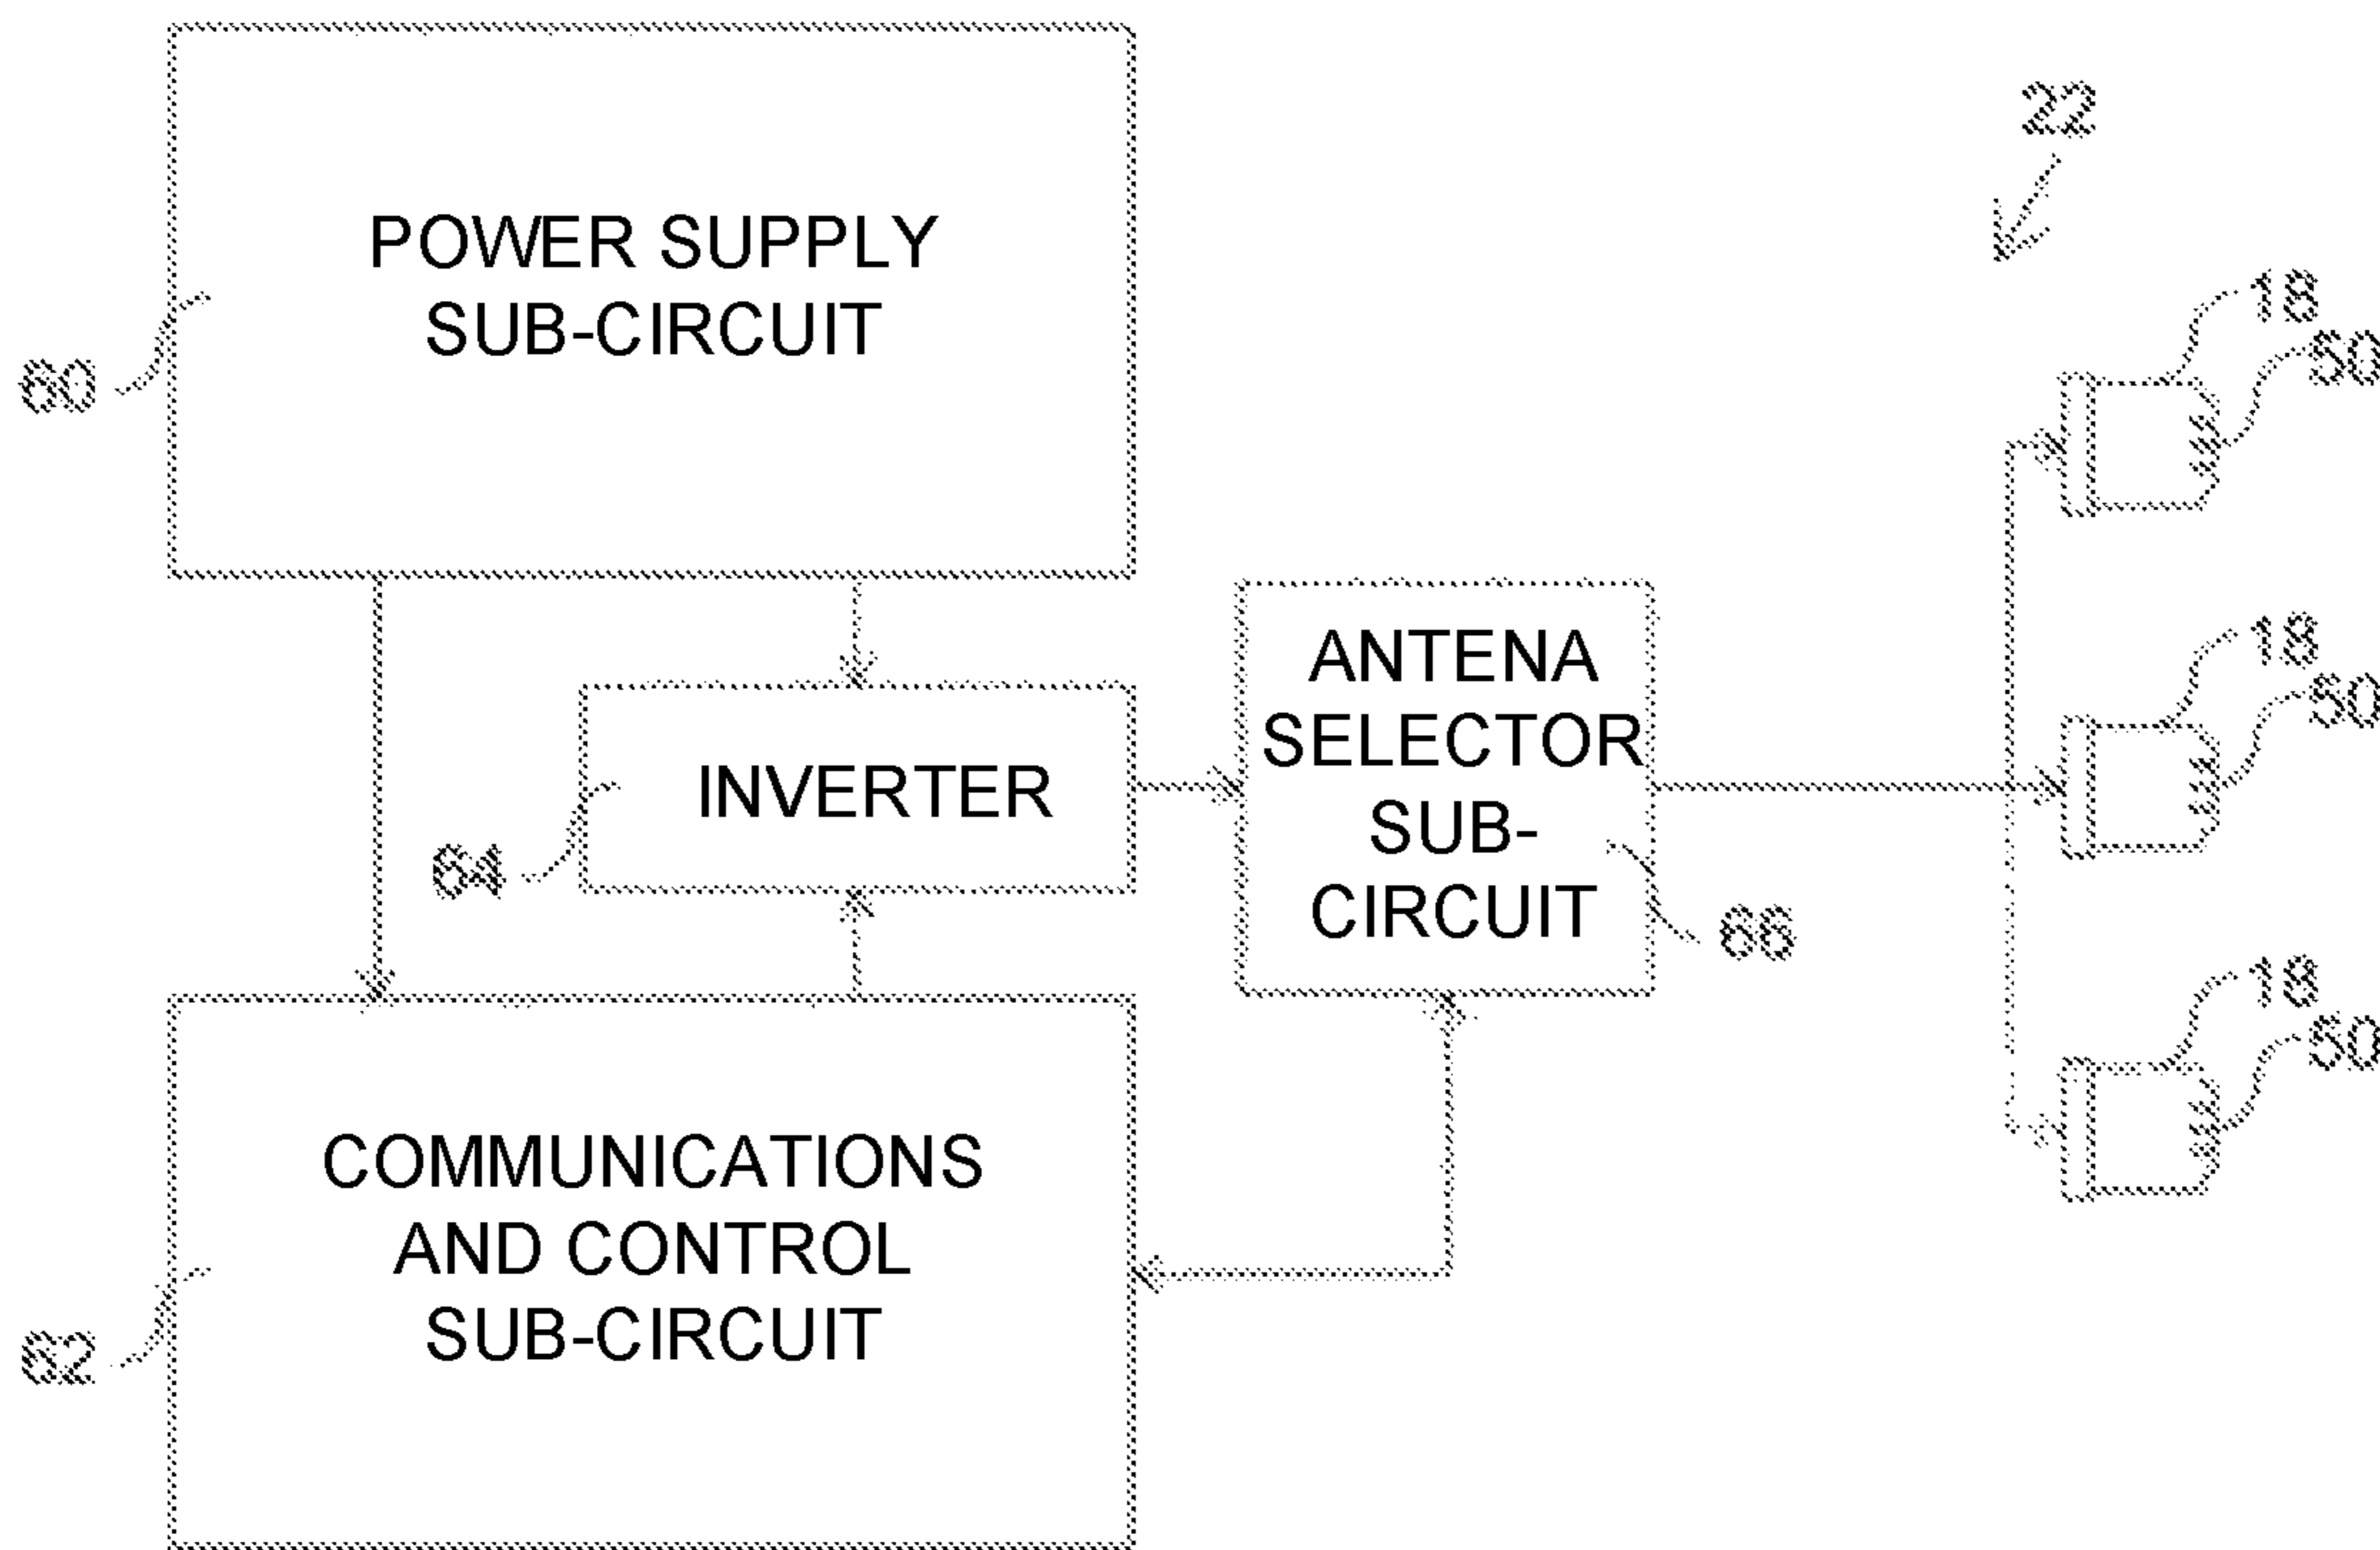 22
POWER SUPPLY
SUB-CIRCUIT
60
18
50
ANTENA
SELECTOR
SUB-
CIRCUIT
66
18
50
INVERTER
64
18
50
COMMUNICATIONS
AND CONTROL
SUB-CIRCUIT
62